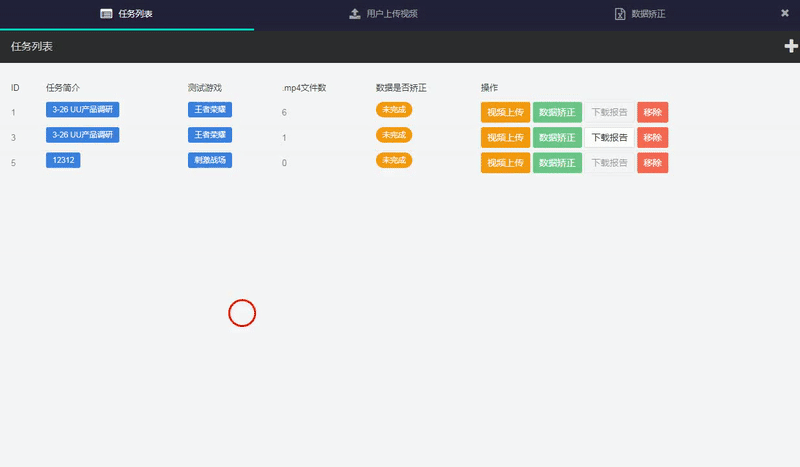 任务列表 用户上传视频 数据矫正
任务列表
ID 任务简介 测试游戏 .mp4文件数 数据是否矫正 操作
1 3-26 UU产品调研 王者荣耀 6 未完成 视频上传 数据矫正 下载报告 移除
3 3-26 UU产品调研 王者荣耀 1 未完成 视频上传 数据矫正 下载报告 移除
5 12312 刺激战场 0 未完成 视频上传 数据矫正 下载报告 移除